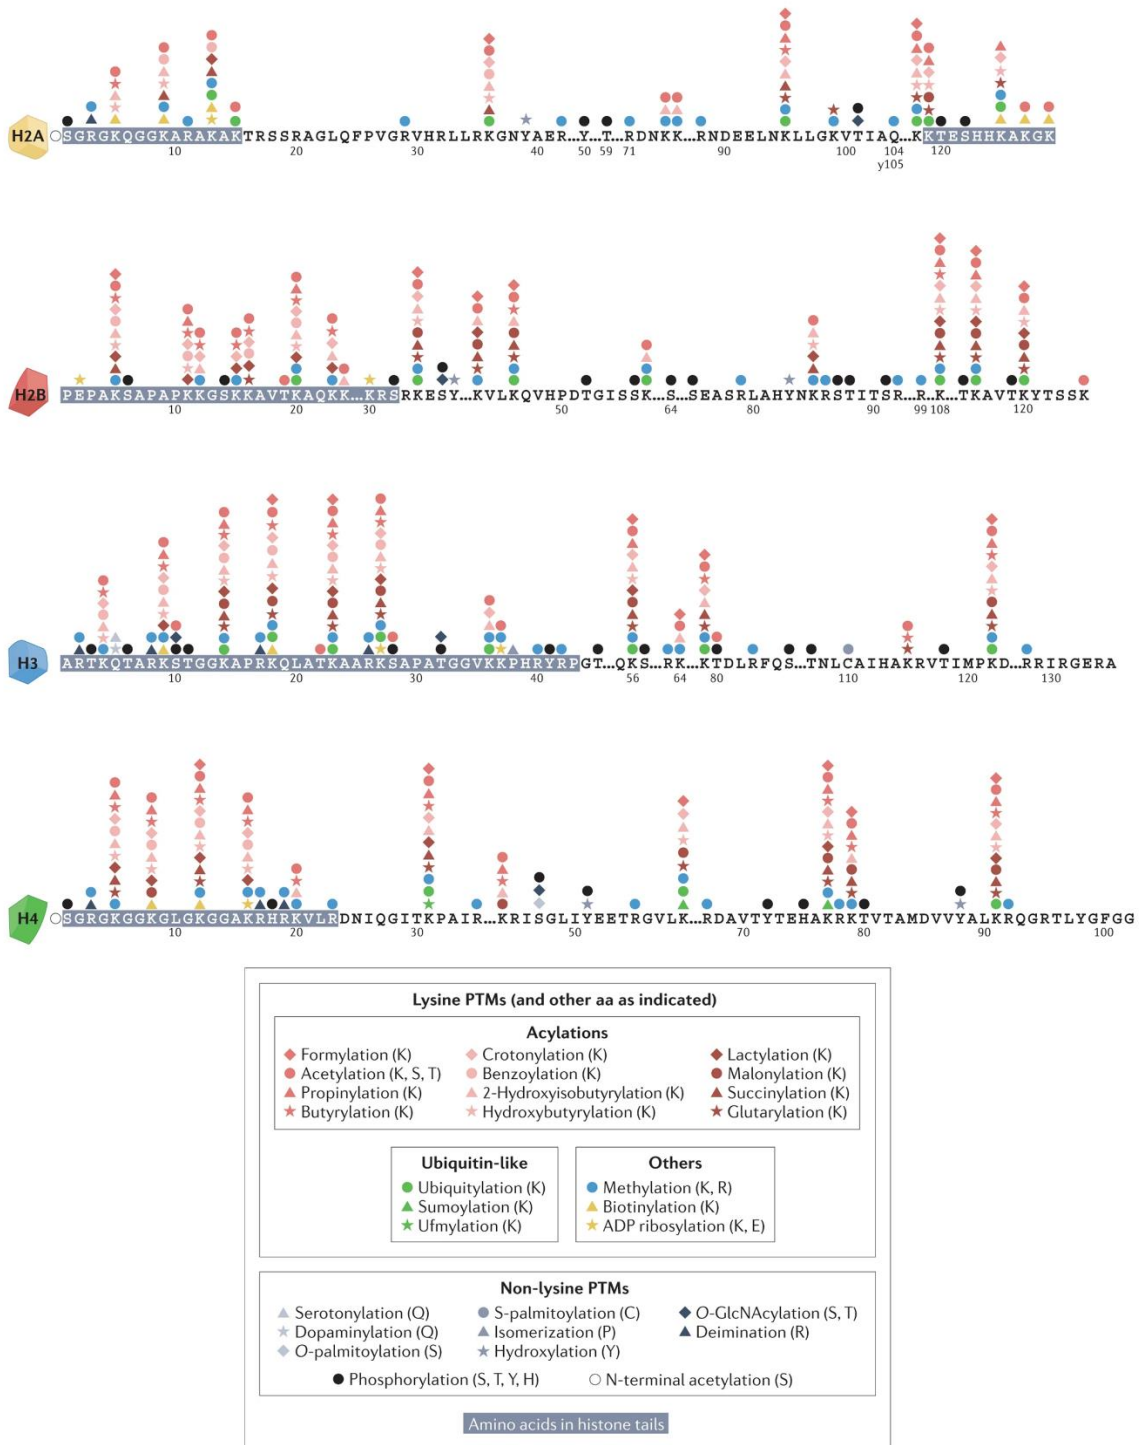 H2A
SGRGKQGGKARAKAKTRSSRAGLQFPVGRVHRLLRKGNYAER...Y...T...RDNKK...RNDEELNKLLGKVTIAQ...KKTESHHKAKGK
10 20 30 40 50 59 71 90 100 104 120
y105
H2B
PEPAKSAPAPKKGSKKAVTKAQKK...KRSRKESY...KVLKQVHPDTGISSK...S...SEASRLAHYNKRSTITSR...R...K...TKAVTKYTSSK
10 20 30 50 64 80 90 99 108 120
H3
ARTKQTARKSTGGKAPRKQLATKAARKSAPATGGVKKPHRYRPGT...QKS...RK...KTDLRFQS...TNLCAIHAKRVTIMPKD...RRIRGERA
10 20 30 40 56 64 80 110 120 130
H4
SGRGKGGKGLGKGGAKRHRKVLRDNIQGITKPAIR...KRISGLIYEETRGVLK...RDAVTYTEHAKRKTVTAMDVVYALKRQGRTLYGFGG
10 20 30 50 70 80 90 100
Lysine PTMs (and other aa as indicated)
Acylations
Formylation (K) Crotonylation (K) Lactylation (K)
Acetylation (K, S, T) Benzoylation (K) Malonylation (K)
Propinylation (K) 2-Hydroxyisobutyrylation (K) Succinylation (K)
Butyrylation (K) Hydroxybutyrylation (K) Glutarylation (K)
Ubiquitin-like Others
Ubiquitylation (K) Methylation (K, R)
Sumoylation (K) Biotinylation (K)
Ufmylation (K) ADP ribosylation (K, E)
Non-lysine PTMs
Serotonylation (Q) S-palmitoylation (C) O-GlcNAcylation (S, T)
Dopaminylation (Q) Isomerization (P) Deimination (R)
O-palmitoylation (S) Hydroxylation (Y)
Phosphorylation (S, T, Y, H) N-terminal acetylation (S)
Amino acids in histone tails